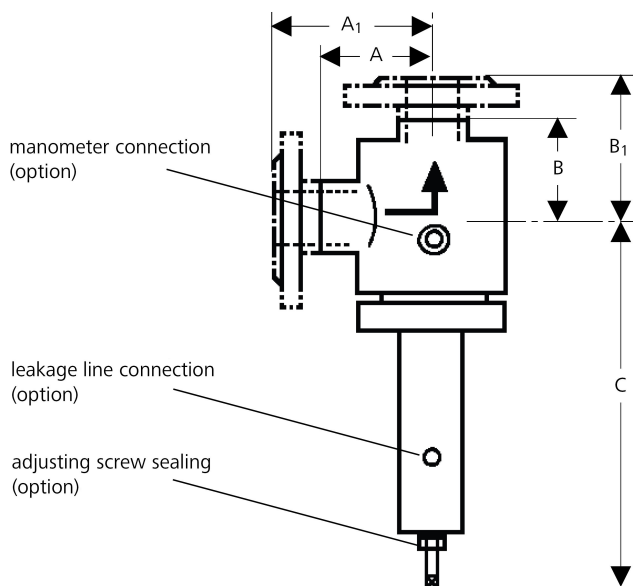 A₁
A
manometer connection
(option)
B
B₁
leakage line connection
(option)
C
adjusting screw sealing
(option)